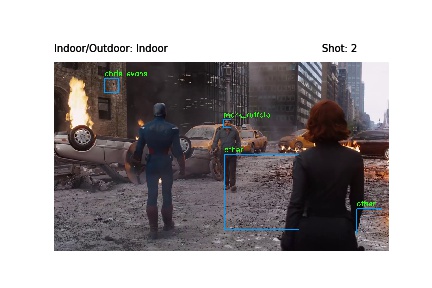 Indoor/Outdoor: Indoor
Shot: 2
chris_evans
mark_ruffalo
other
other